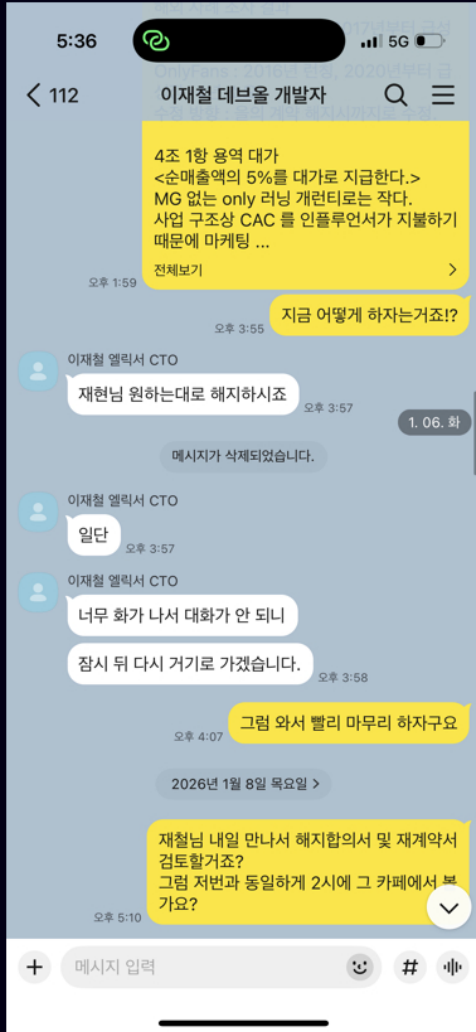 5:36
5G
112
이재철 데브올 개발자
4조 1항 용역 대가
<순매출액의 5%를 대가로 지급한다.>
MG 없는 only 러닝 개런티로는 작다.
사업 구조상 CAC 를 인플루언서가 지불하기
때문에 마케팅 ...
전체보기
오후 1:59
지금 어떻게 하자는거죠!?
오후 3:55
이재철 엘릭서 CTO
재현님 원하는대로 해지하시죠
오후 3:57
1. 06. 화
메시지가 삭제되었습니다.
이재철 엘릭서 CTO
일단
오후 3:57
이재철 엘릭서 CTO
너무 화가 나서 대화가 안 되니
잠시 뒤 다시 거기로 가겠습니다.
오후 3:58
그럼 와서 빨리 마무리 하자구요
오후 4:07
2026년 1월 8일 목요일
재철님 내일 만나서 해지합의서 및 재계약서
검토할거죠?
그럼 저번과 동일하게 2시에 그 카페에서 볼
가요?
오후 5:10
메시지 입력